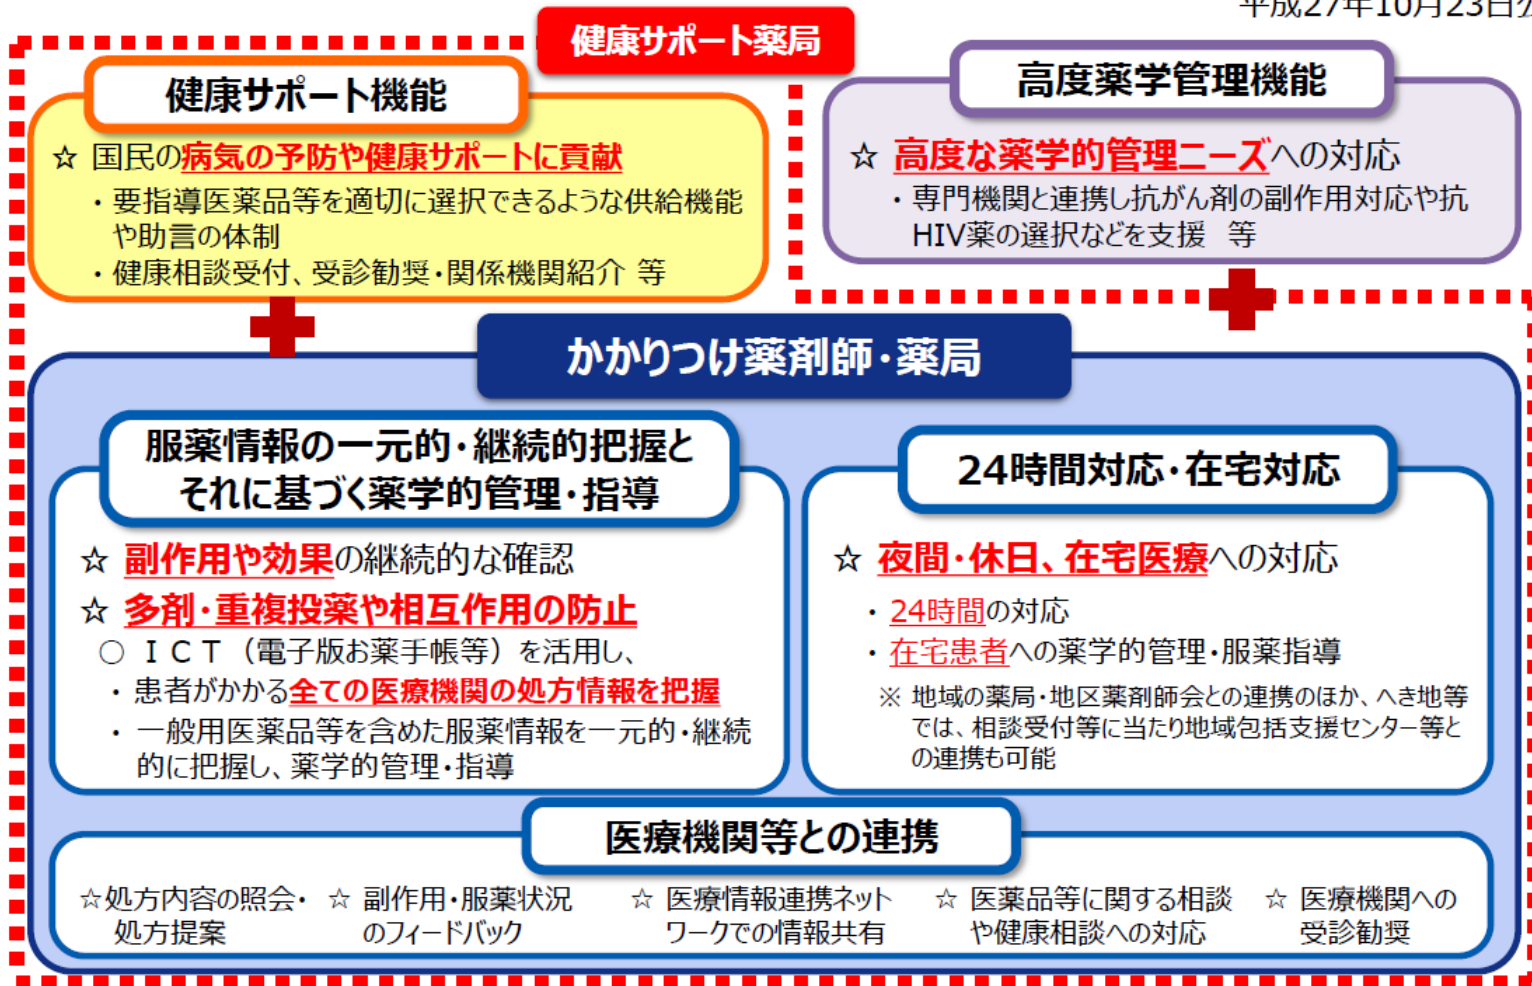 平成27年10月23日公
健康サポート薬局
健康サポート機能
☆ 国民の病気の予防や健康サポートに貢献
・要指導医薬品等を適切に選択できるような供給機能
や助言の体制
・健康相談受付、受診勧奨・関係機関紹介 等
高度薬学管理機能
☆ 高度な薬学的管理ニーズへの対応
・専門機関と連携し抗がん剤の副作用対応や抗
HIV薬の選択などを支援 等
かかりつけ薬剤師・薬局
服薬情報の一元的・継続的把握と
それに基づく薬学的管理・指導
☆ 副作用や効果の継続的な確認
☆ 多剤・重複投薬や相互作用の防止
○ ICT(電子版お薬手帳等)を活用し、
・患者がかかる全ての医療機関の処方情報を把握
・一般用医薬品等を含めた服薬情報を一元的・継続
的に把握し、薬学的管理・指導
24時間対応・在宅対応
☆ 夜間・休日、在宅医療への対応
・24時間の対応
・在宅患者への薬学的管理・服薬指導
※ 地域の薬局・地区薬剤師会との連携のほか、へき地等
では、相談受付等に当たり地域包括支援センター等と
の連携も可能
医療機関等との連携
☆処方内容の照会・
処方提案
☆ 副作用・服薬状況
のフィードバック
☆ 医療情報連携ネット
ワークでの情報共有
☆ 医薬品等に関する相談
や健康相談への対応
☆ 医療機関への
受診勧奨